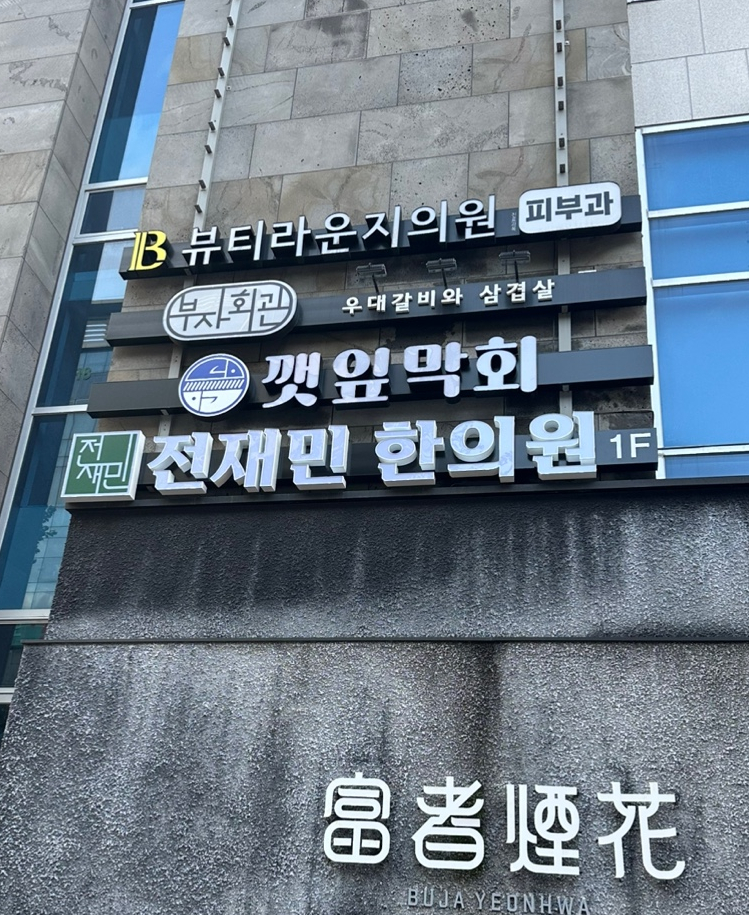 B 뷰티라운지의원 피부과
부자회관 우대갈비와 삼겹살
깻잎막회
전재민 전재민 한의원 1F
富者煙花
BUJA YEONHWA